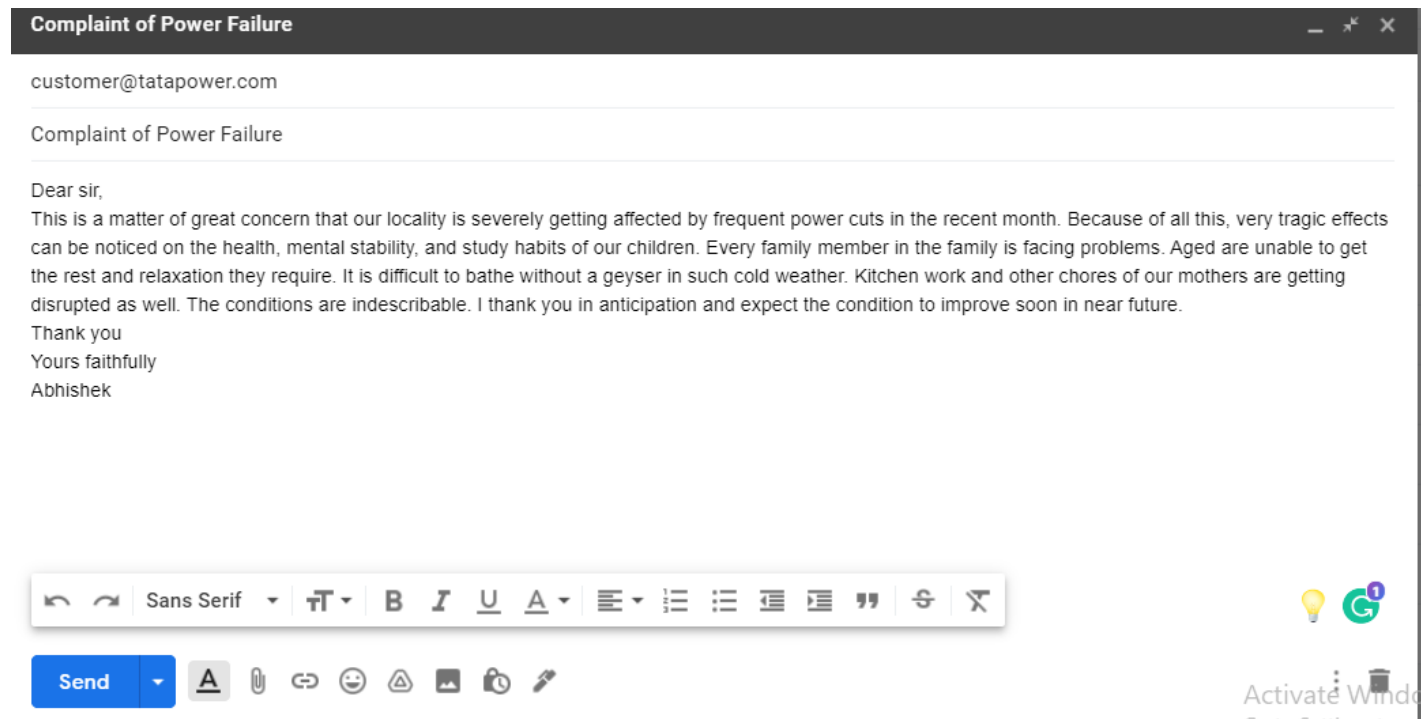 Complaint of Power Failure
customer@tatapower.com
Complaint of Power Failure
Dear sir,
This is a matter of great concern that our locality is severely getting affected by frequent power cuts in the recent month. Because of all this, very tragic effects
can be noticed on the health, mental stability, and study habits of our children. Every family member in the family is facing problems. Aged are unable to get
the rest and relaxation they require. It is difficult to bathe without a geyser in such cold weather. Kitchen work and other chores of our mothers are getting
disrupted as well. The conditions are indescribable. I thank you in anticipation and expect the condition to improve soon in near future.
Thank you
Yours faithfully
Abhishek
Sans Serif
1
Send
Activate Windo